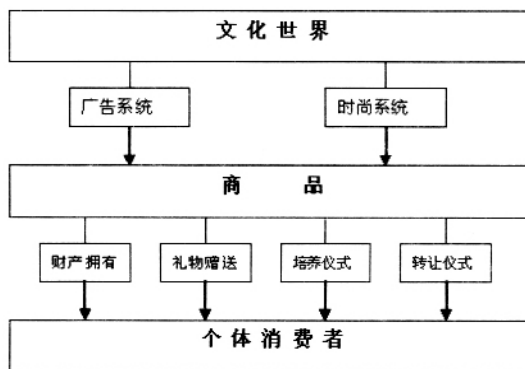 文化世界
广告系统
时尚系统
商品
财产拥有
礼物赠送
培养仪式
转让仪式
个体消费者